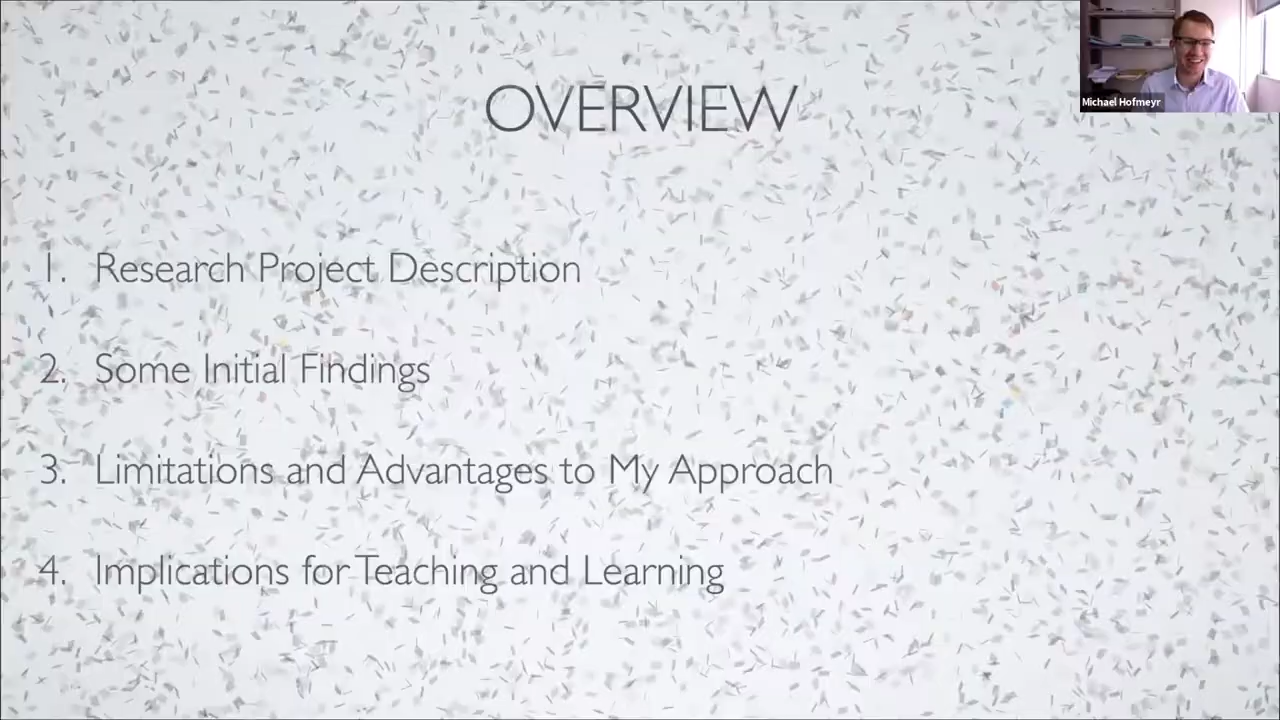 OVERVIEW
Michael Hofmeyr
1. Research Project Description
2. Some Initial Findings
3. Limitations and Advantages to My Approach
4. Implications for Teaching and Learning